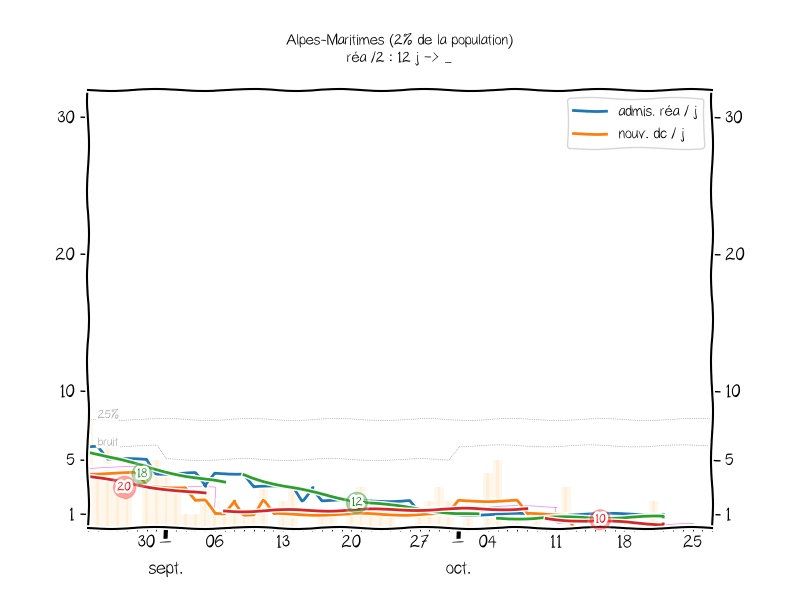 Alpes-Maritimes (2% de la population)
réa /2 : 12 j -> _
admis. réa / j
nouv. dc / j
30 30
20 20
10 10
25%
bruit
5 5
18
20
12
10
1 1
30 06 13 20 27 04 11 18 25
sept. oct.